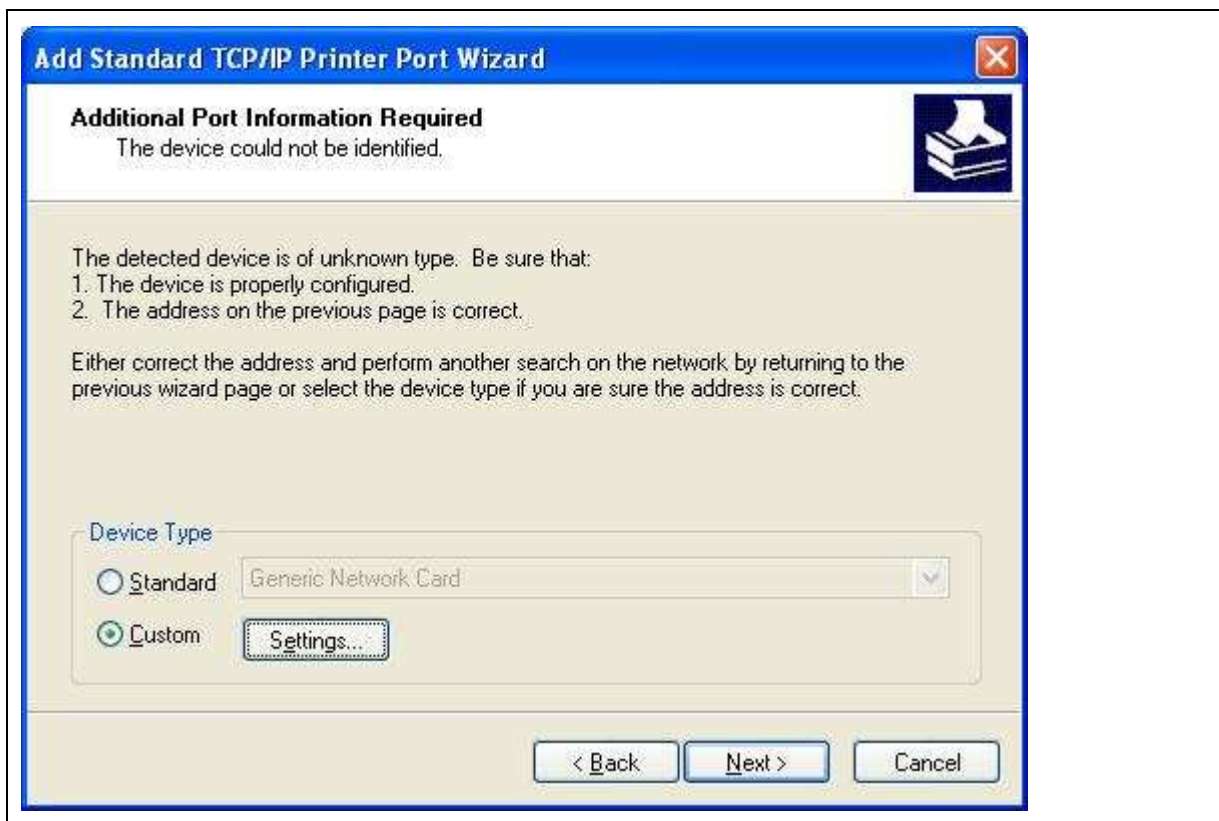 Add Standard TCP/IP Printer Port Wizard
Additional Port Information Required
The device could not be identified.
The detected device is of unknown type.  Be sure that:
1. The device is properly configured.
2.  The address on the previous page is correct.
Either correct the address and perform another search on the network by returning to the
previous wizard page or select the device type if you are sure the address is correct.
Device Type
Standard
Generic Network Card
Custom
Settings...
< Back
Next >
Cancel